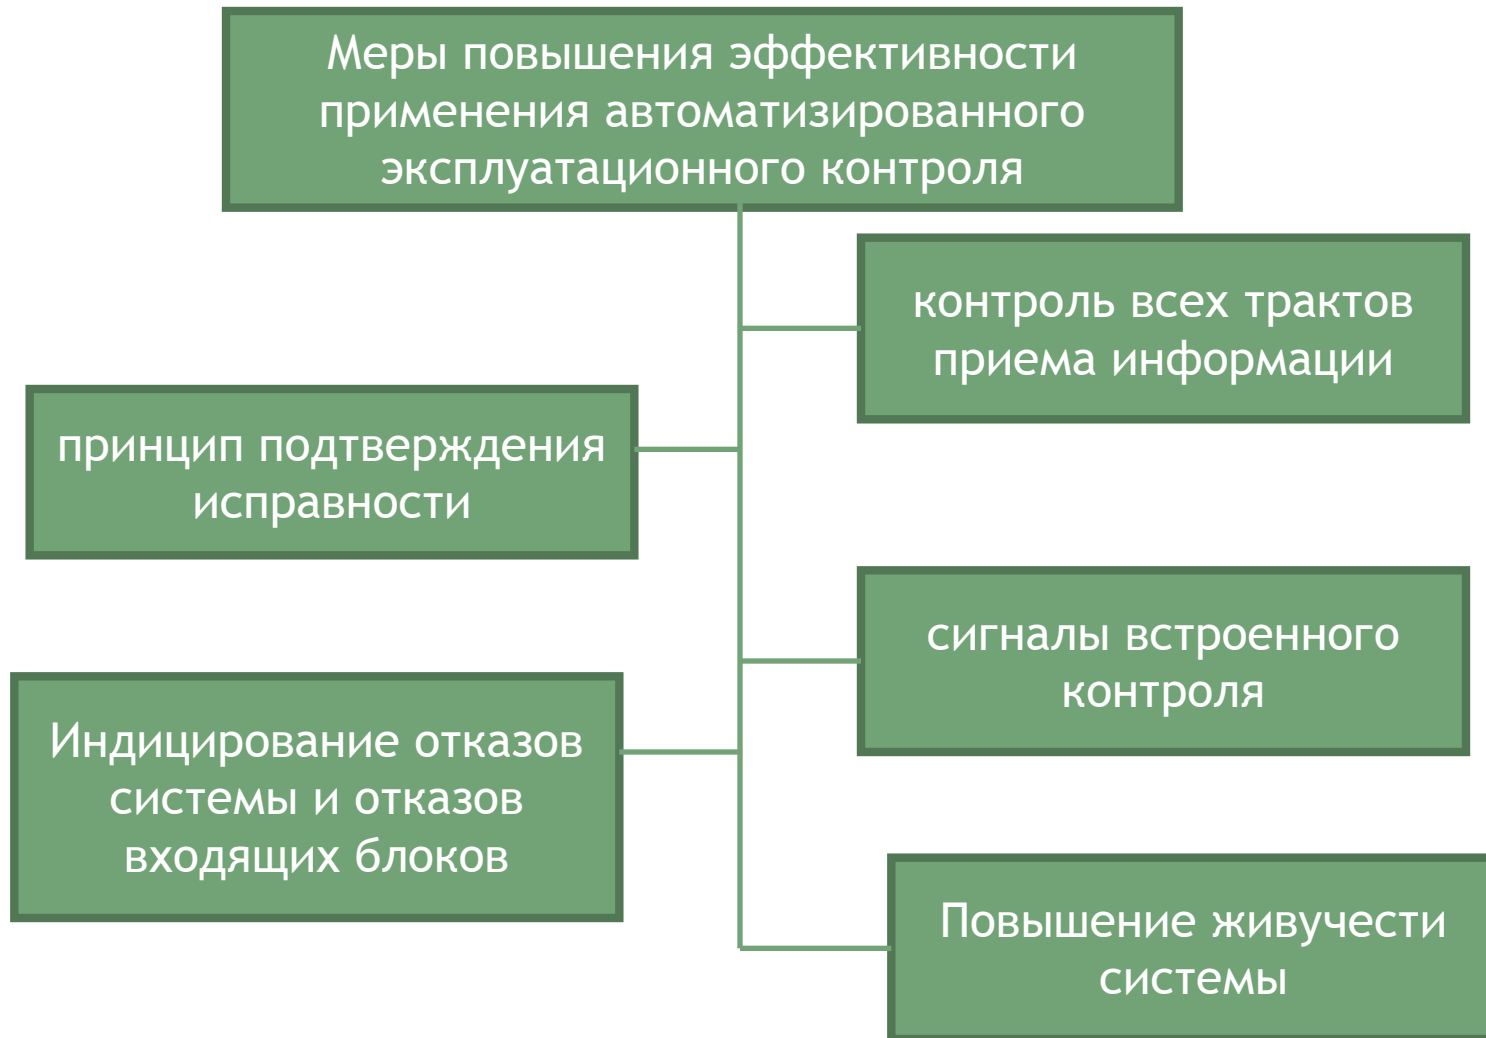 Меры повышения эффективности
применения автоматизированного
эксплуатационного контроля
контроль всех трактов
приема информации
принцип подтверждения
исправности
сигналы встроенного
контроля
Индицирование отказов
системы и отказов
входящих блоков
Повышение живучести
системы